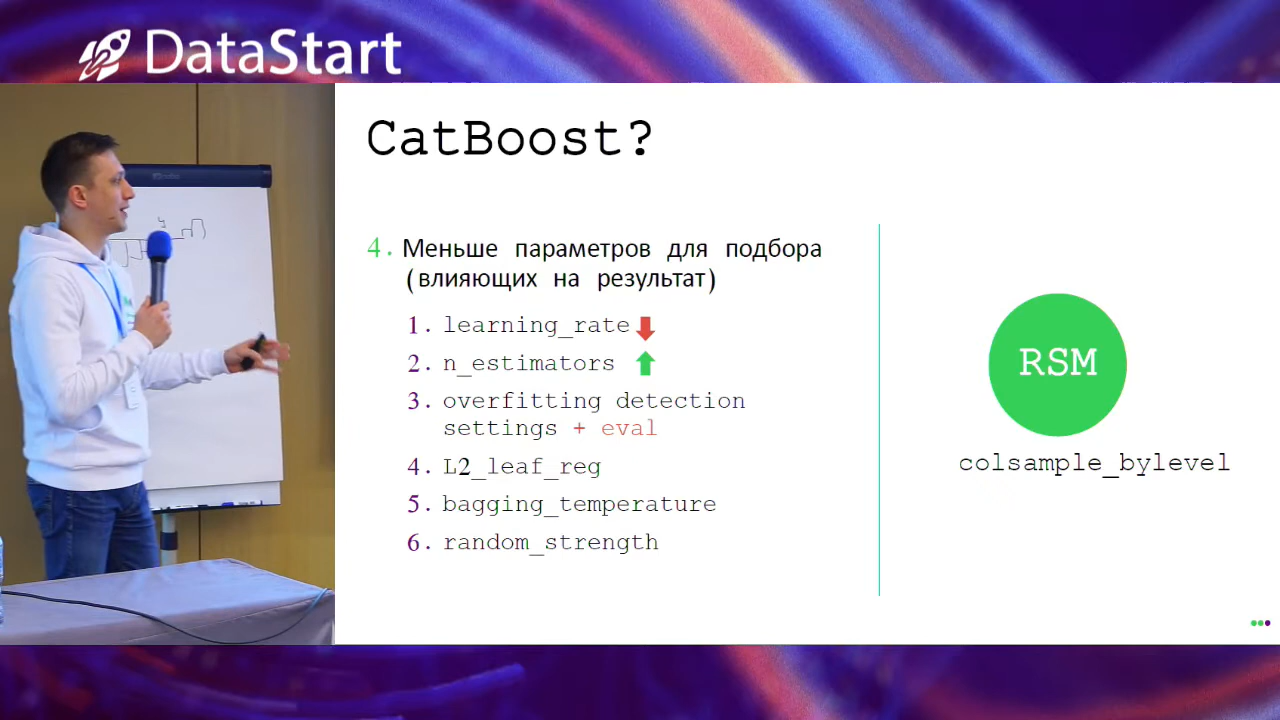 DataStart
CatBoost?
4. Меньше параметров для подбора
(влияющих на результат)
1. learning_rate
2. n_estimators
3. overfitting detection
settings + eval
4. L2_leaf_reg
5. bagging_temperature
6. random_strength
RSM
colsample_bylevel